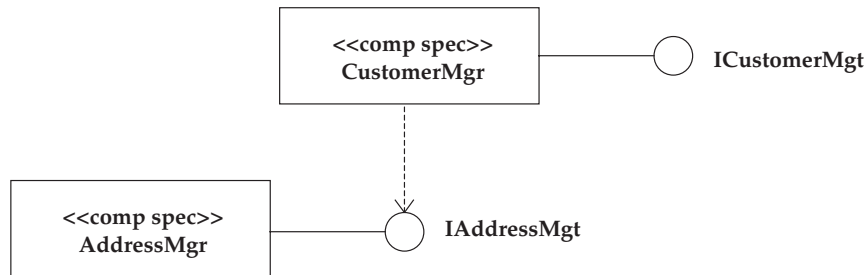 <<comp spec>>
CustomerMgr
ICustomerMgt
<<comp spec>>
AddressMgr
IAddressMgt